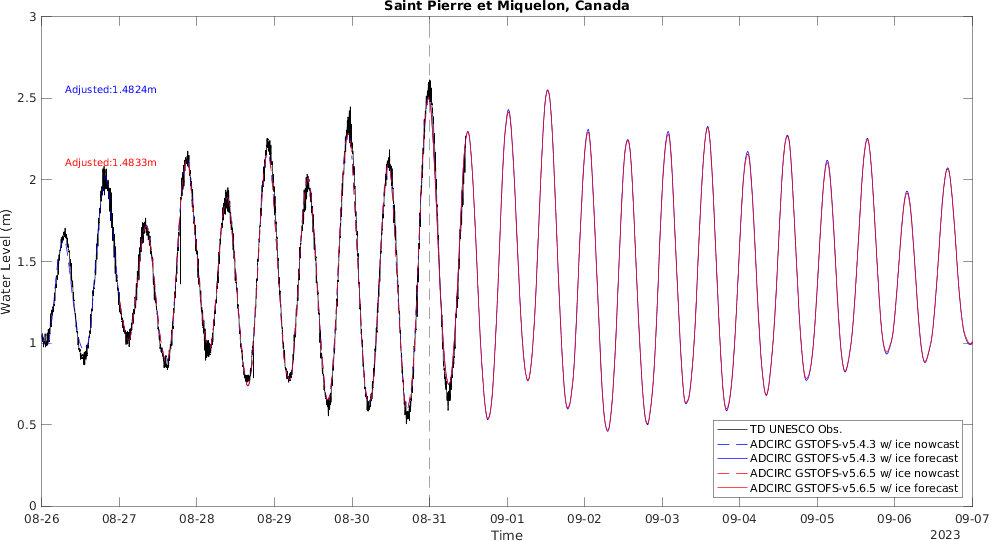 Saint Pierre et Miquelon, Canada
3
2.5
2
1.5
1
0.5
0
Water Level (m)
Adjusted:1.4824m
Adjusted:1.4833m
TD UNESCO Obs.
ADCIRC GSTOFS-v5.4.3 w/ ice nowcast
ADCIRC GSTOFS-v5.4.3 w/ ice forecast
ADCIRC GSTOFS-v5.6.5 w/ ice nowcast
ADCIRC GSTOFS-v5.6.5 w/ ice forecast
08-26 08-27 08-28 08-29 08-30 08-31 09-01 09-02 09-03 09-04 09-05 09-06 09-07
Time
2023